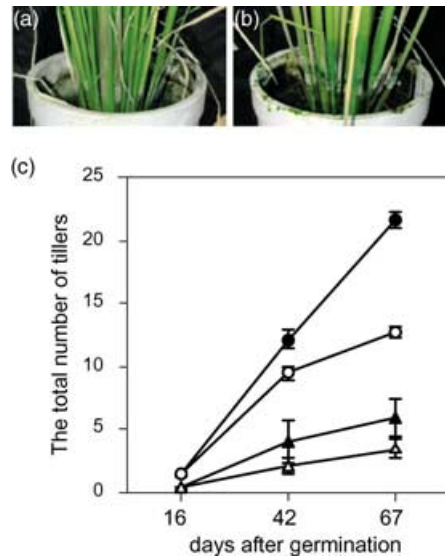 (a)
(b)
(c)
The total number of tillers
25
20
15
10
5
0
16
42
67
days after germination